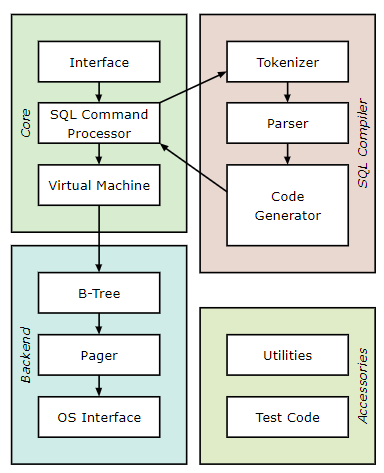 Core
Interface
SQL Command
Processor
Virtual Machine
SQL Compiler
Tokenizer
Parser
Code
Generator
Backend
B-Tree
Pager
OS Interface
Accessories
Utilities
Test Code